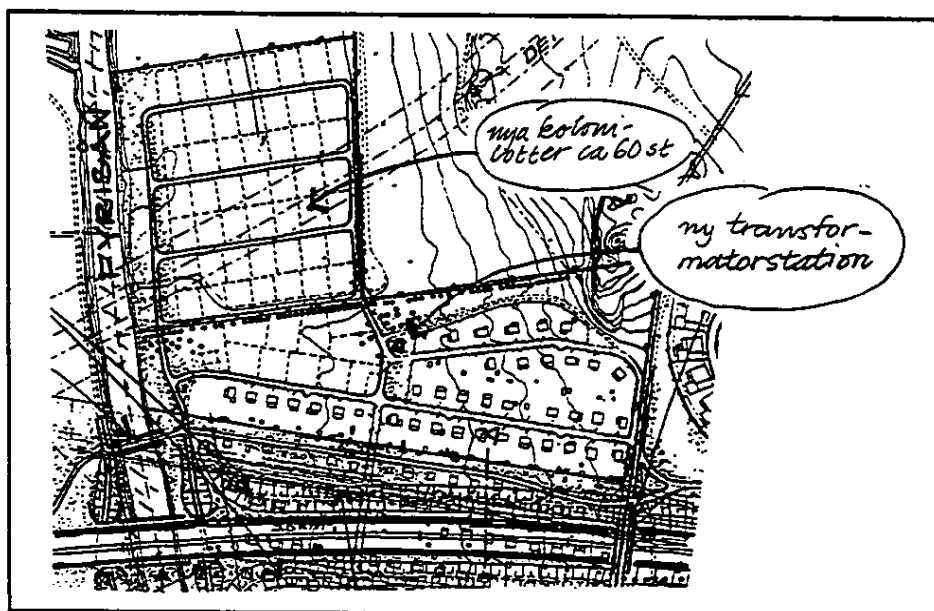 nya koloni-
lotter ca 60 st
ny transfor-
matorstation